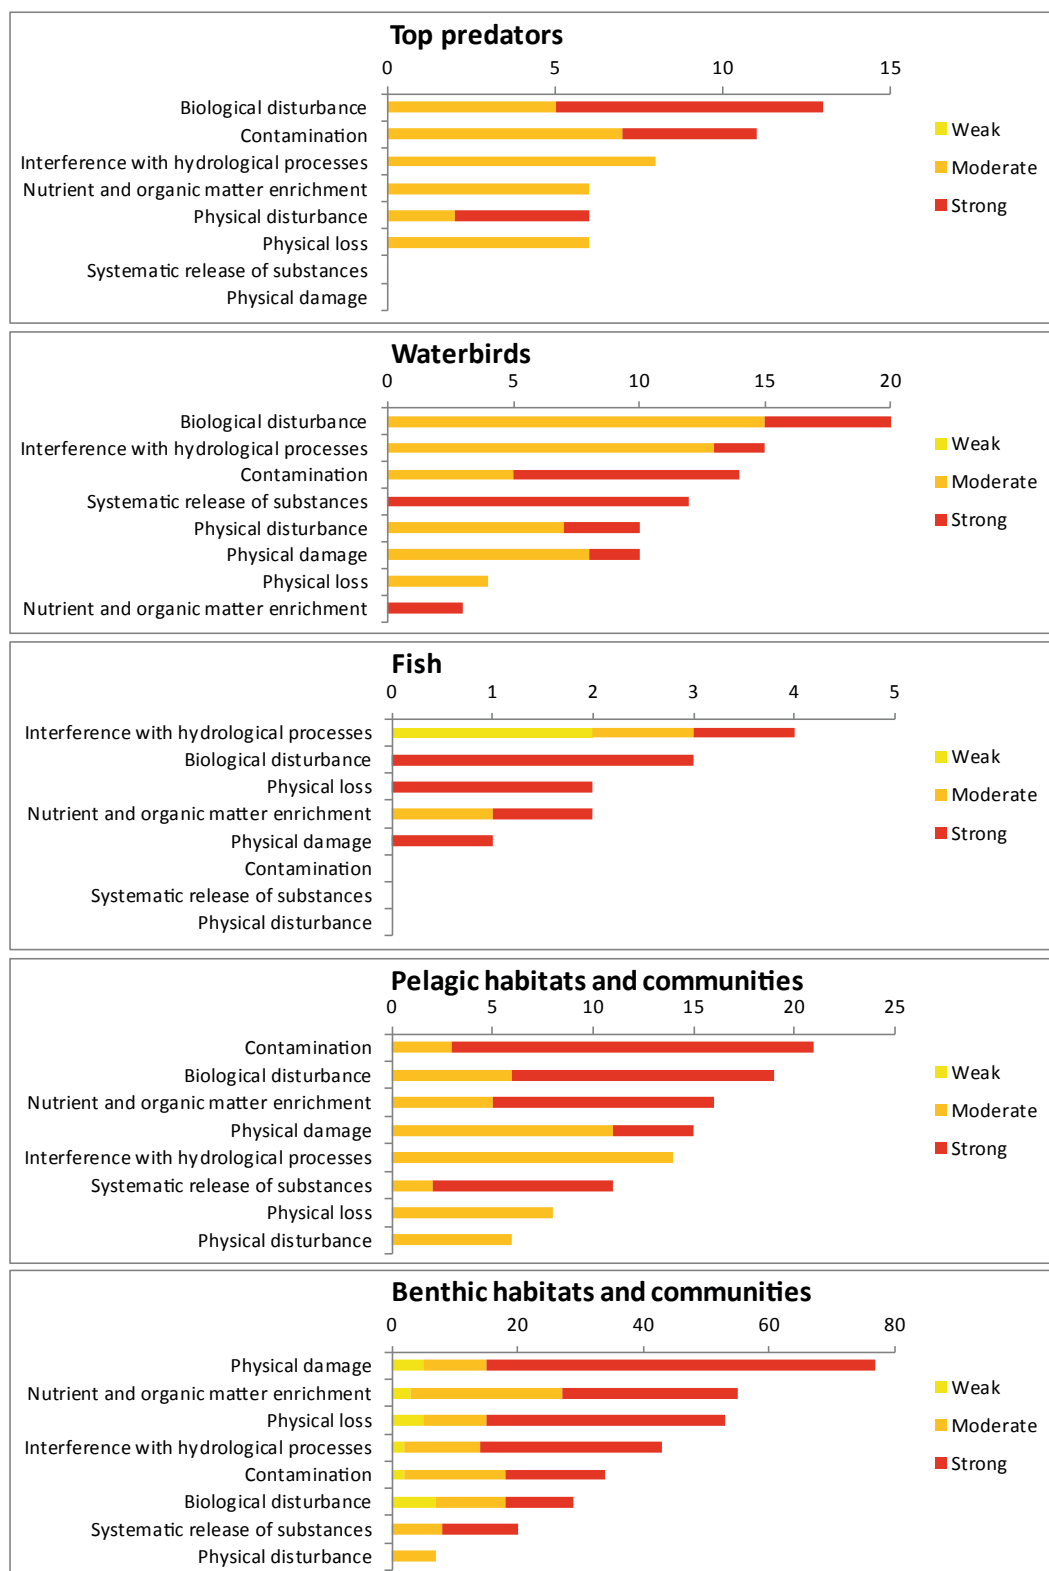 Top predators
0 5 10 15
Biological disturbance
Contamination
Interference with hydrological processes
Nutrient and organic matter enrichment
Physical disturbance
Physical loss
Systematic release of substances
Physical damage
Weak
Moderate
Strong
Waterbirds
0 5 10 15 20
Biological disturbance
Interference with hydrological processes
Contamination
Systematic release of substances
Physical disturbance
Physical damage
Physical loss
Nutrient and organic matter enrichment
Weak
Moderate
Strong
Fish
0 1 2 3 4 5
Interference with hydrological processes
Biological disturbance
Physical loss
Nutrient and organic matter enrichment
Physical damage
Contamination
Systematic release of substances
Physical disturbance
Weak
Moderate
Strong
Pelagic habitats and communities
0 5 10 15 20 25
Contamination
Biological disturbance
Nutrient and organic matter enrichment
Physical damage
Interference with hydrological processes
Systematic release of substances
Physical loss
Physical disturbance
Weak
Moderate
Strong
Benthic habitats and communities
0 20 40 60 80
Physical damage
Nutrient and organic matter enrichment
Physical loss
Interference with hydrological processes
Contamination
Biological disturbance
Systematic release of substances
Physical disturbance
Weak
Moderate
Strong